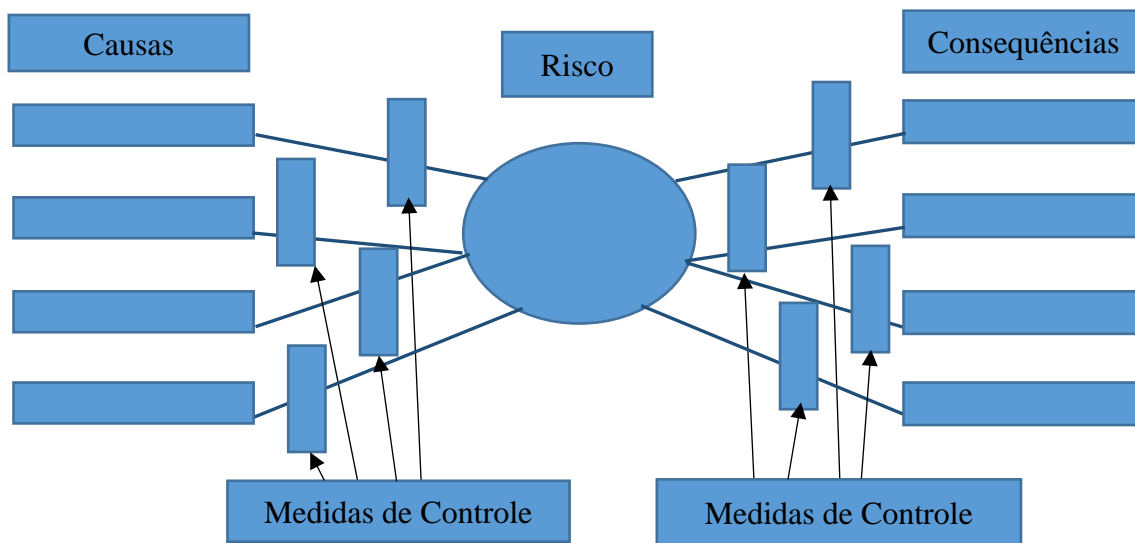 Causas
Risco
Consequências
Medidas de Controle
Medidas de Controle